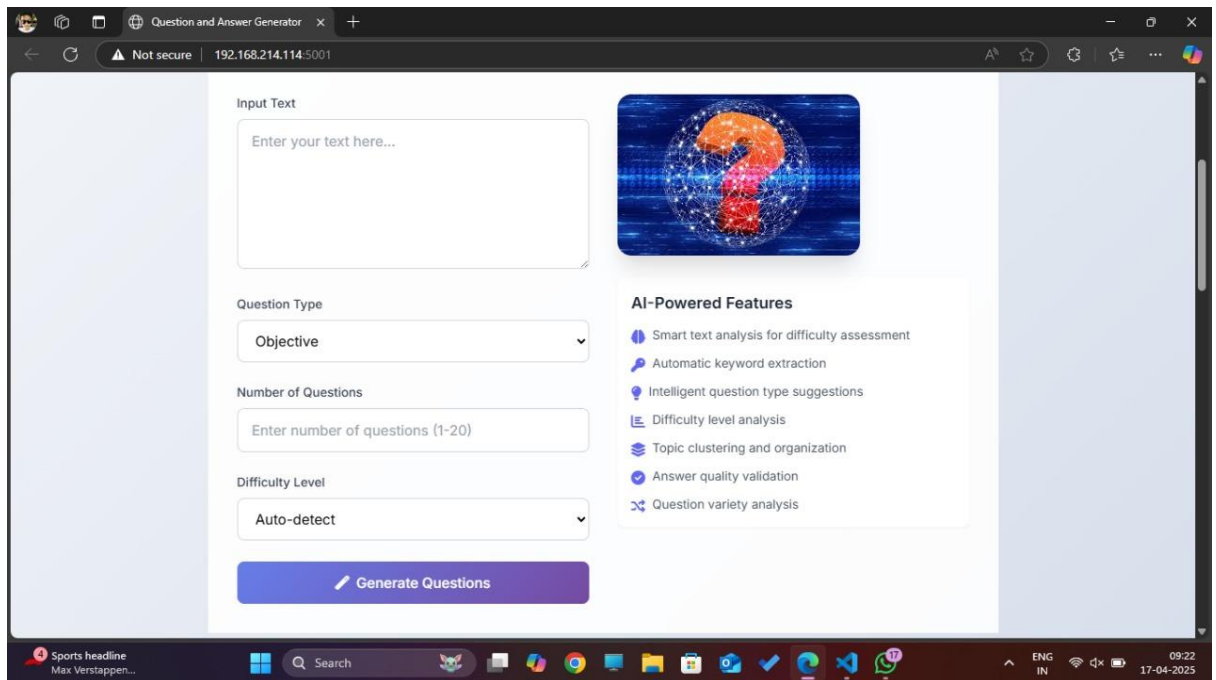 Question and Answer Generator
Not secure
192.168.214.114:5001
Input Text
Enter your text here...
Question Type
Objective
Number of Questions
Enter number of questions (1-20)
Difficulty Level
Auto-detect
Generate Questions
AI-Powered Features
Smart text analysis for difficulty assessment
Automatic keyword extraction
Intelligent question type suggestions
Difficulty level analysis
Topic clustering and organization
Answer quality validation
Question variety analysis
4
Sports headline
Max Verstappen...
Search
17
ENG
IN
09:22
17-04-2025